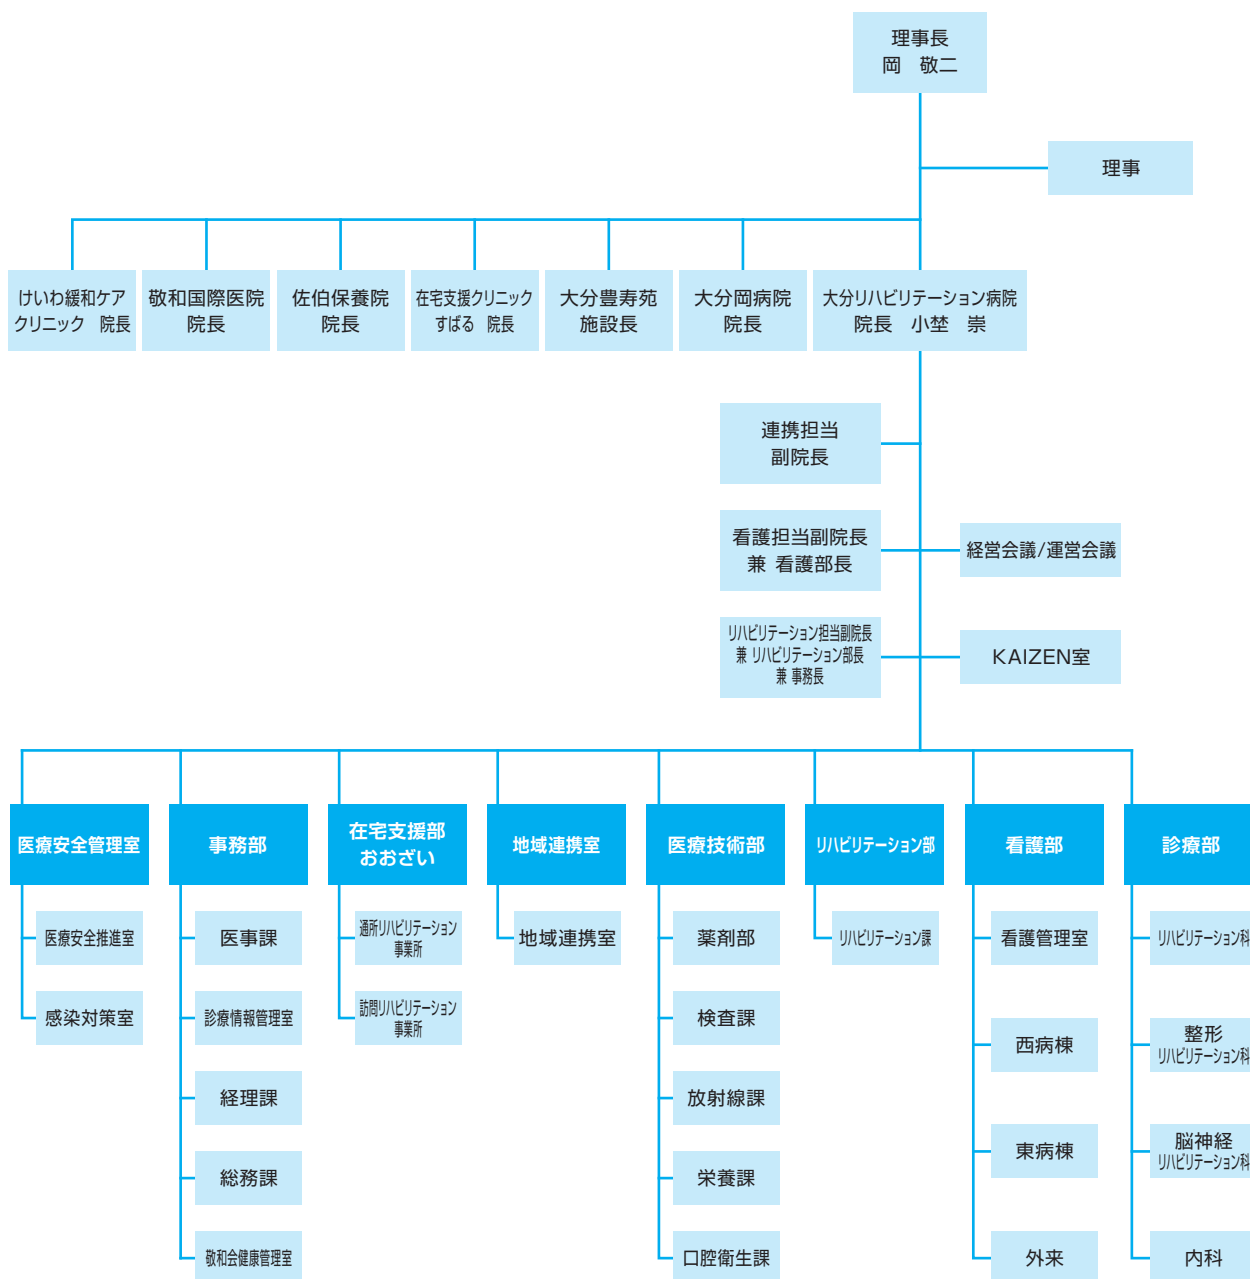 理事長
岡　敬二
理事
けいわ緩和ケア
クリニック　院長
敬和国際医院
院長
佐伯保養院
院長
在宅支援クリニック
すばる　院長
大分豊寿苑
施設長
大分岡病院
院長
大分リハビリテーション病院
院長　小埜　崇
連携担当
副院長
看護担当副院長
兼 看護部長
経営会議/運営会議
リハビリテーション担当副院長
兼 リハビリテーション部長
兼 事務長
KAIZEN室
医療安全管理室
事務部
在宅支援部
おおざい
地域連携室
医療技術部
リハビリテーション部
看護部
診療部
医療安全推進室
感染対策室
医事課
診療情報管理室
経理課
総務課
敬和会健康管理室
通所リハビリテーション
事業所
訪問リハビリテーション
事業所
地域連携室
薬剤部
検査課
放射線課
栄養課
口腔衛生課
リハビリテーション課
看護管理室
西病棟
東病棟
外来
リハビリテーション科
整形
リハビリテーション科
脳神経
リハビリテーション科
内科